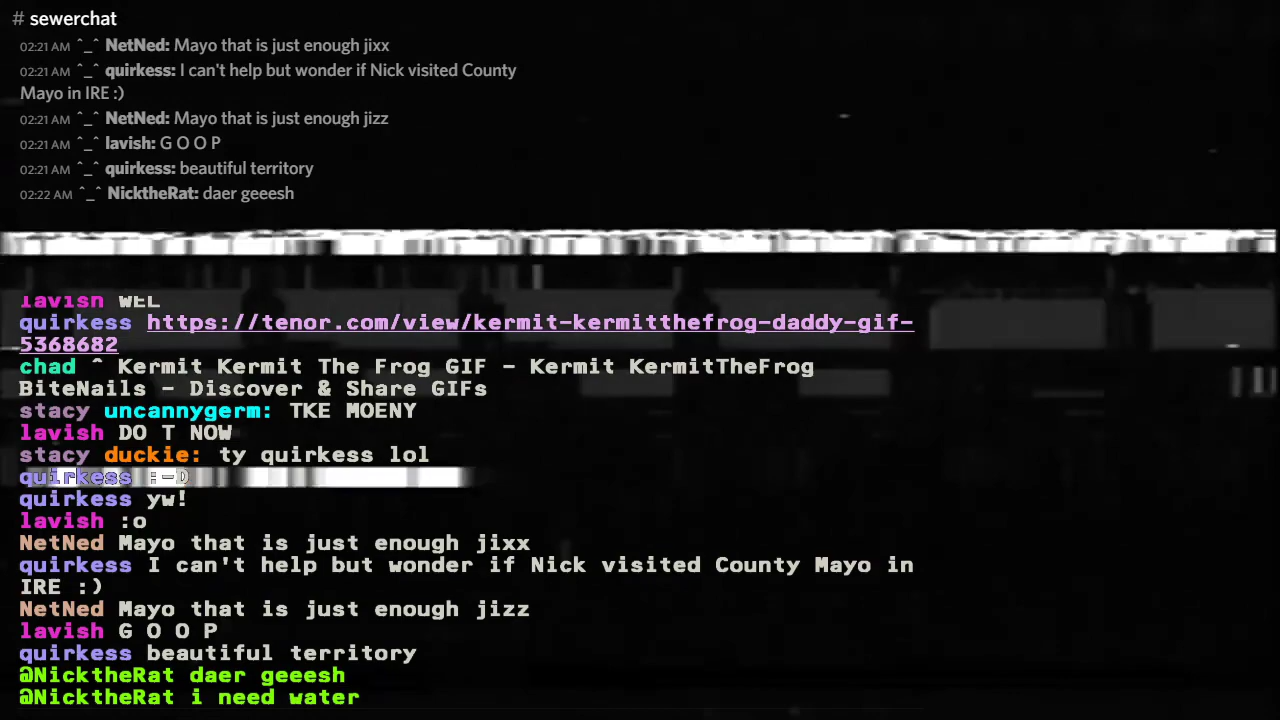 # sewerchat
02:21 AM ^_^ NetNed: Mayo that is just enough jixx
02:21 AM ^_^ quirkess: I can't help but wonder if Nick visited County
Mayo in IRE :)
02:21 AM ^_^ NetNed: Mayo that is just enough jizz
02:21 AM ^_^ lavish: G O O P
02:21 AM ^_^ quirkess: beautiful territory
02:22 AM ^_^ NicktheRat: daer geeesh
lavish WEL
quirkess https://tenor.com/view/kermit-kermitthefrog-daddy-gif-
5368682
chad ^ Kermit Kermit The Frog GIF - Kermit KermitTheFrog
BiteNails - Discover & Share GIFs
stacy uncannygerm: TKE MOENY
lavish DO T NOW
stacy duckie: ty quirkess lol
quirkess :-D
quirkess yw!
lavish :o
NetNed Mayo that is just enough jixx
quirkess I can't help but wonder if Nick visited County Mayo in
IRE :)
NetNed Mayo that is just enough jizz
lavish G O O P
quirkess beautiful territory
@NicktheRat daer geeesh
@NicktheRat i need water